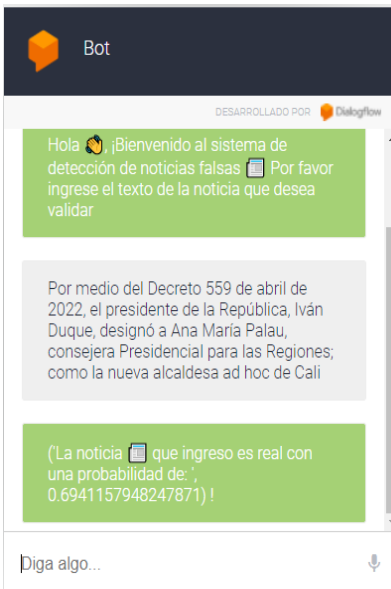 Bot
DESARROLLADO POR Dialogflow
Hola 👋, ¡Bienvenido al sistema de
detección de noticias falsas 📰 Por favor
ingrese el texto de la noticia que desea
validar
Por medio del Decreto 559 de abril de
2022, el presidente de la República, Iván
Duque, designó a Ana María Palau,
consejera Presidencial para las Regiones;
como la nueva alcaldesa ad hoc de Cali
('La noticia 📰 que ingreso es real con
una probabilidad de: ',
0.6941157948247871) !
Diga algo...